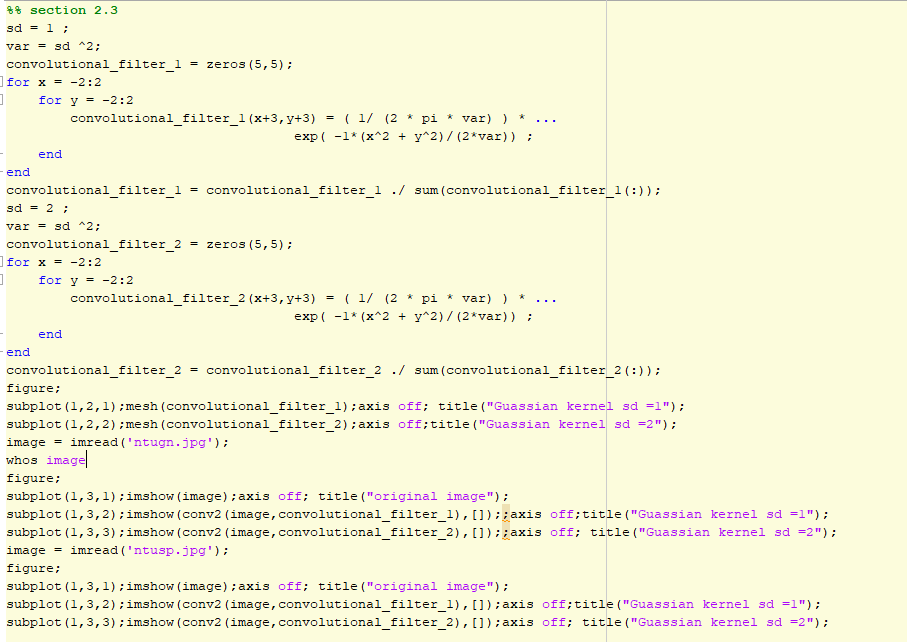 %% section 2.3
sd = 1 ;
var = sd ^2;
convolutional_filter_1 = zeros(5,5);
for x = -2:2
    for y = -2:2
        convolutional_filter_1(x+3,y+3) = ( 1/ (2 * pi * var) ) * ...
                                    exp( -1*(x^2 + y^2)/(2*var)) ;
    end
end
convolutional_filter_1 = convolutional_filter_1 ./ sum(convolutional_filter_1(:));
sd = 2 ;
var = sd ^2;
convolutional_filter_2 = zeros(5,5);
for x = -2:2
    for y = -2:2
        convolutional_filter_2(x+3,y+3) = ( 1/ (2 * pi * var) ) * ...
                                    exp( -1*(x^2 + y^2)/(2*var)) ;
    end
end
convolutional_filter_2 = convolutional_filter_2 ./ sum(convolutional_filter_2(:));
figure;
subplot(1,2,1);mesh(convolutional_filter_1);axis off; title("Guassian kernel sd =1");
subplot(1,2,2);mesh(convolutional_filter_2);axis off;title("Guassian kernel sd =2");
image = imread('ntugn.jpg');
whos image
figure;
subplot(1,3,1);imshow(image);axis off; title("original image");
subplot(1,3,2);imshow(conv2(image,convolutional_filter_1),[]);;axis off;title("Guassian kernel sd =1");
subplot(1,3,3);imshow(conv2(image,convolutional_filter_2),[]);;axis off; title("Guassian kernel sd =2");
image = imread('ntusp.jpg');
figure;
subplot(1,3,1);imshow(image);axis off; title("original image");
subplot(1,3,2);imshow(conv2(image,convolutional_filter_1),[]);axis off;title("Guassian kernel sd =1");
subplot(1,3,3);imshow(conv2(image,convolutional_filter_2),[]);axis off; title("Guassian kernel sd =2");